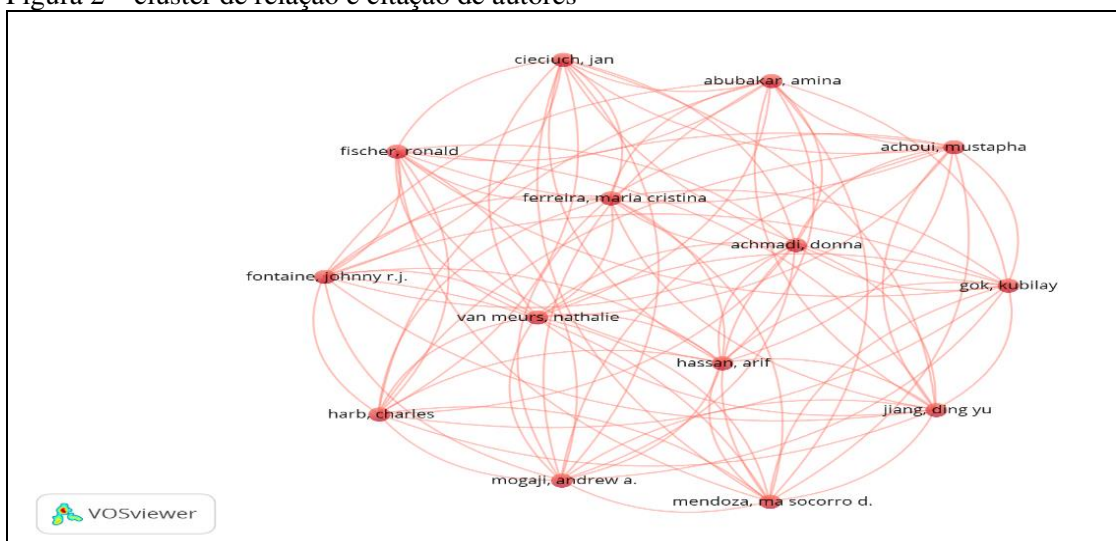 Figura 2 – cluster de relação e citação de autores
cieciuch, jan
abubakar, amina
achoui, mustapha
fischer, ronald
ferreira, maria cristina
achmadi, donna
fontaine, johnny r.j.
gok, kubilay
van meurs, nathalie
hassan, arif
harb, charles
jiang, ding yu
mogaji, andrew a.
mendoza, ma socorro d.
VOSviewer